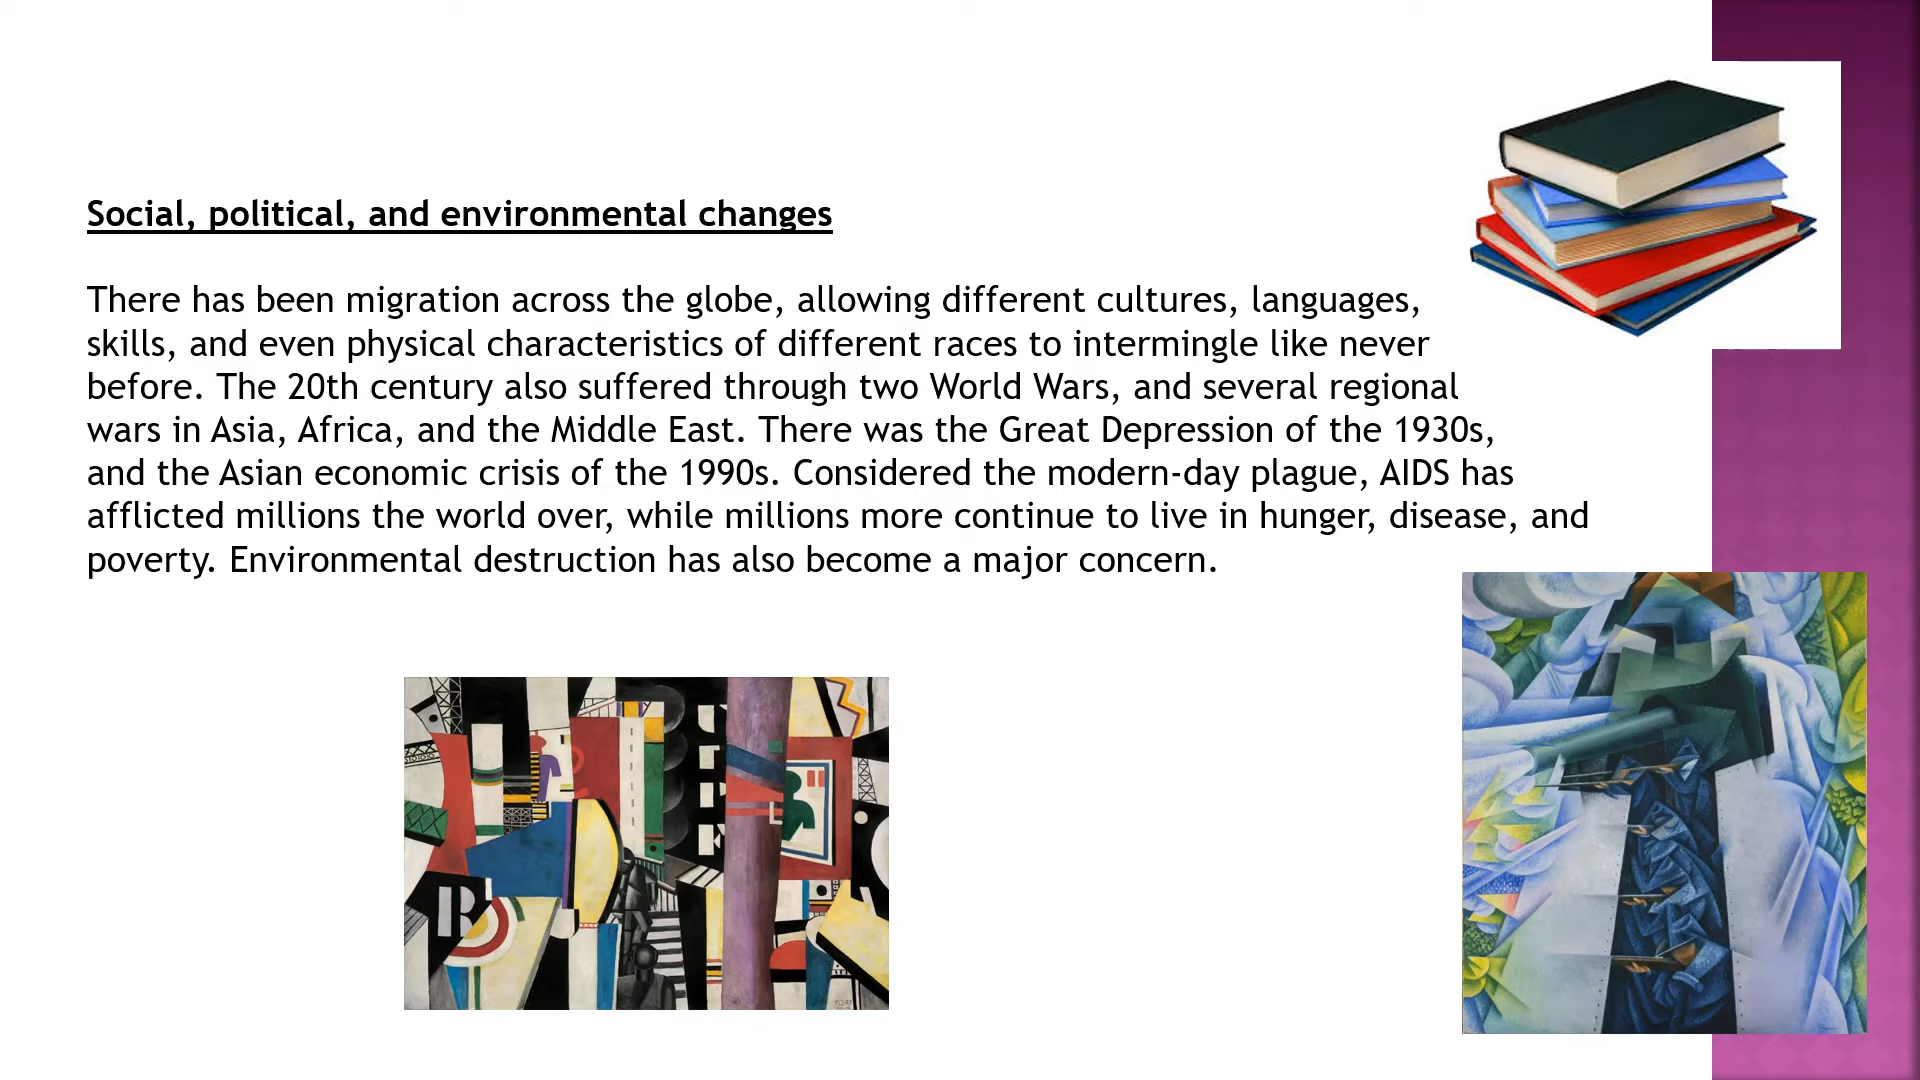 Social, political, and environmental changes
There has been migration across the globe, allowing different cultures, languages,
skills, and even physical characteristics of different races to intermingle like never
before. The 20th century also suffered through two World Wars, and several regional
wars in Asia, Africa, and the Middle East. There was the Great Depression of the 1930s,
and the Asian economic crisis of the 1990s. Considered the modern-day plague, AIDS has
afflicted millions the world over, while millions more continue to live in hunger, disease, and
poverty. Environmental destruction has also become a major concern.